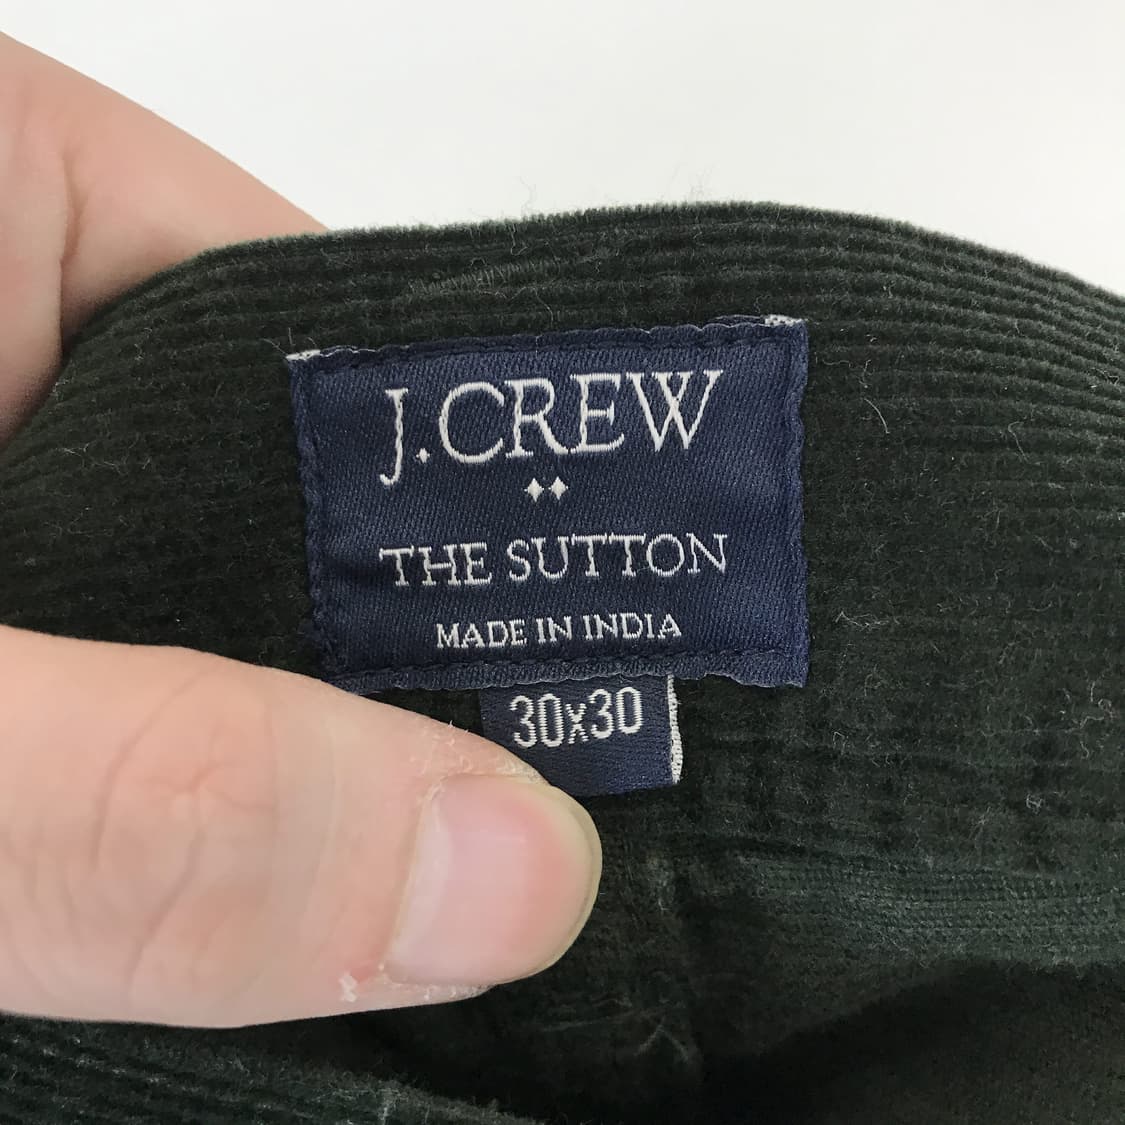 J.CREW
THE SUTTON
MADE IN INDIA
30x30